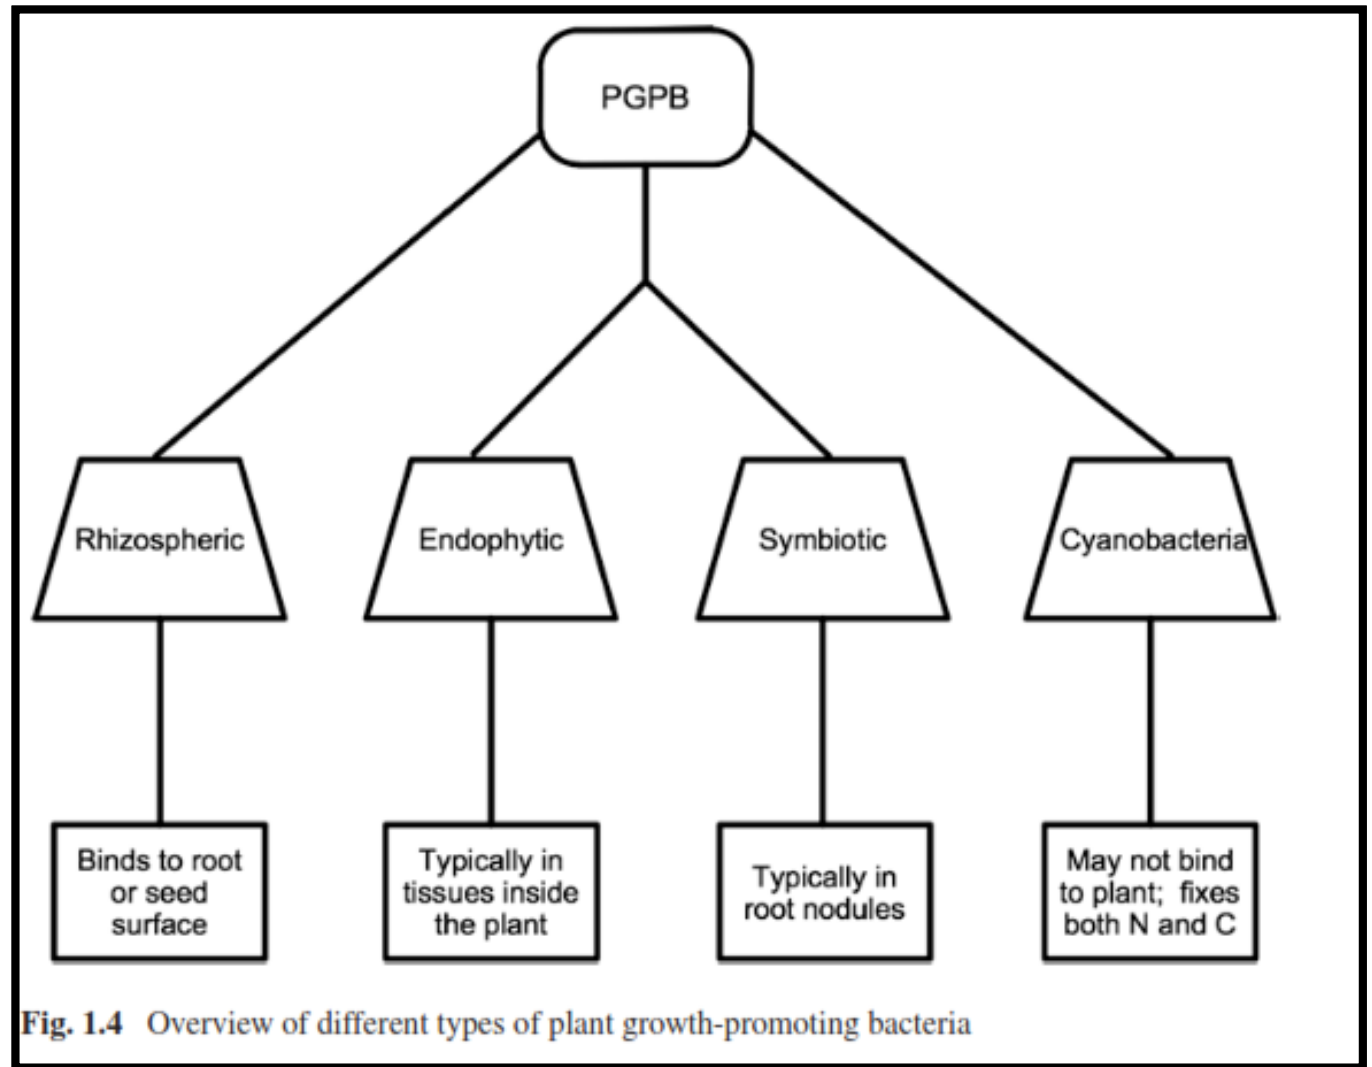 PGPB
Rhizospheric
Endophytic
Symbiotic
Cyanobacteria
Binds to root
or seed
surface
Typically in
tissues inside
the plant
Typically in
root nodules
May not bind
to plant; fixes
both N and C
Fig. 1.4 Overview of different types of plant growth-promoting bacteria